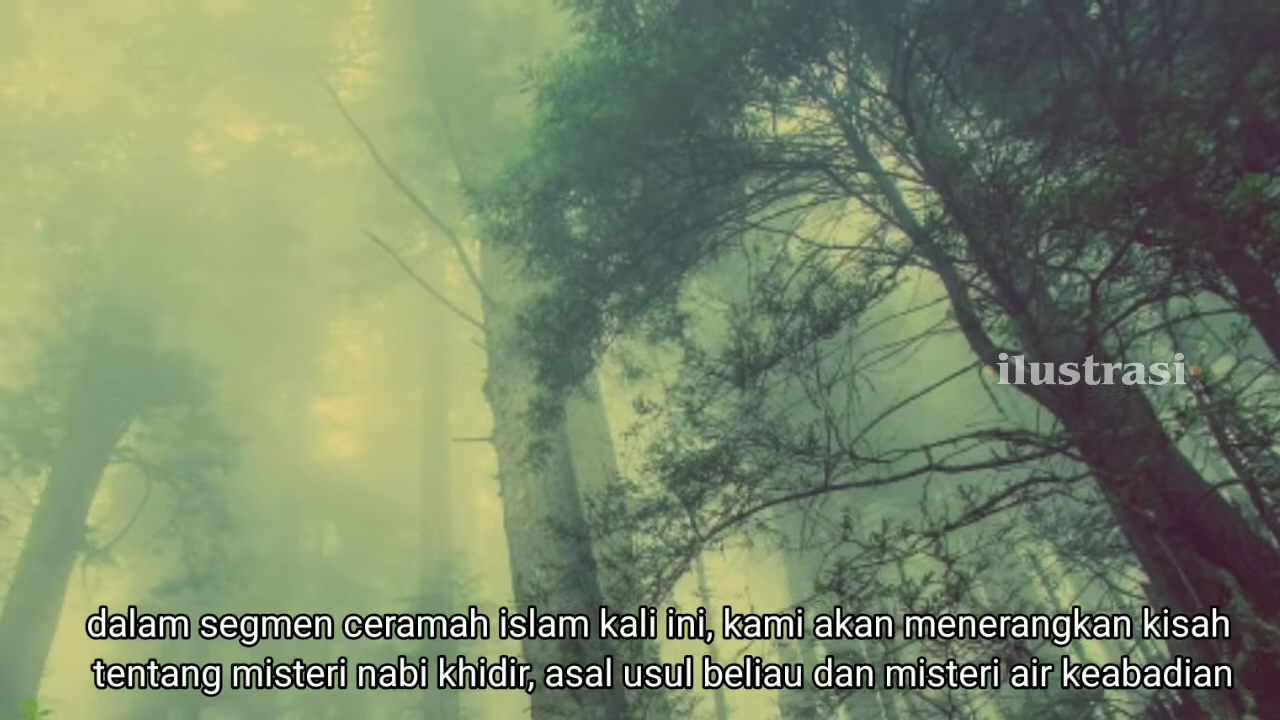 ilustrasi
dalam segmen ceramah islam kali ini, kami akan menerangkan kisah
tentang misteri nabi khidir, asal usul beliau dan misteri air keabadian